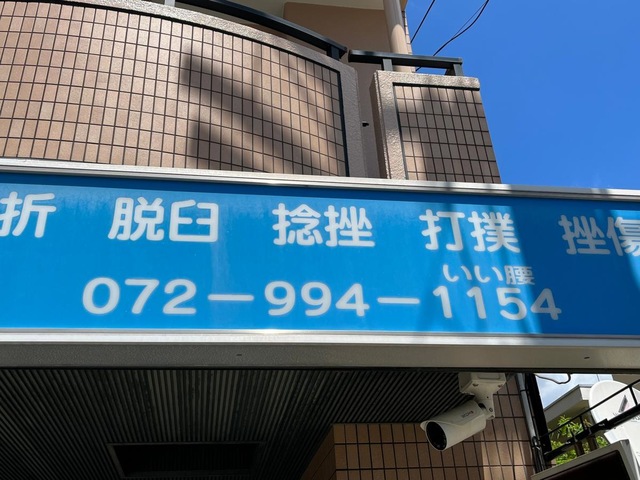 折 脱臼 捻挫 打撲 挫傷
いい腰
072-994-1154